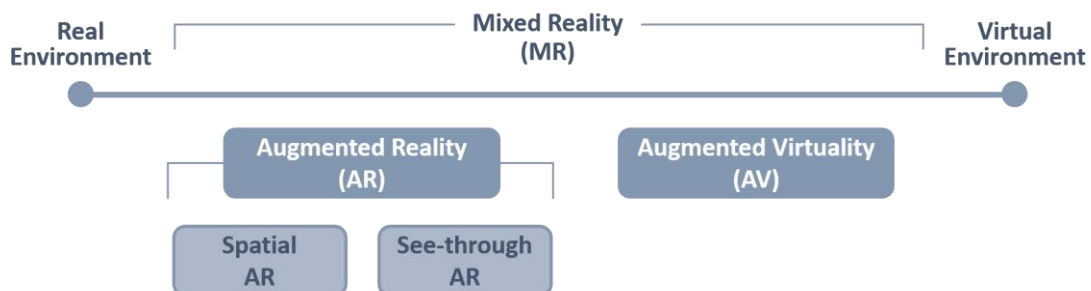 Real
Environment
Mixed Reality
(MR)
Virtual
Environment
Augmented Reality
(AR)
Augmented Virtuality
(AV)
Spatial
AR
See-through
AR